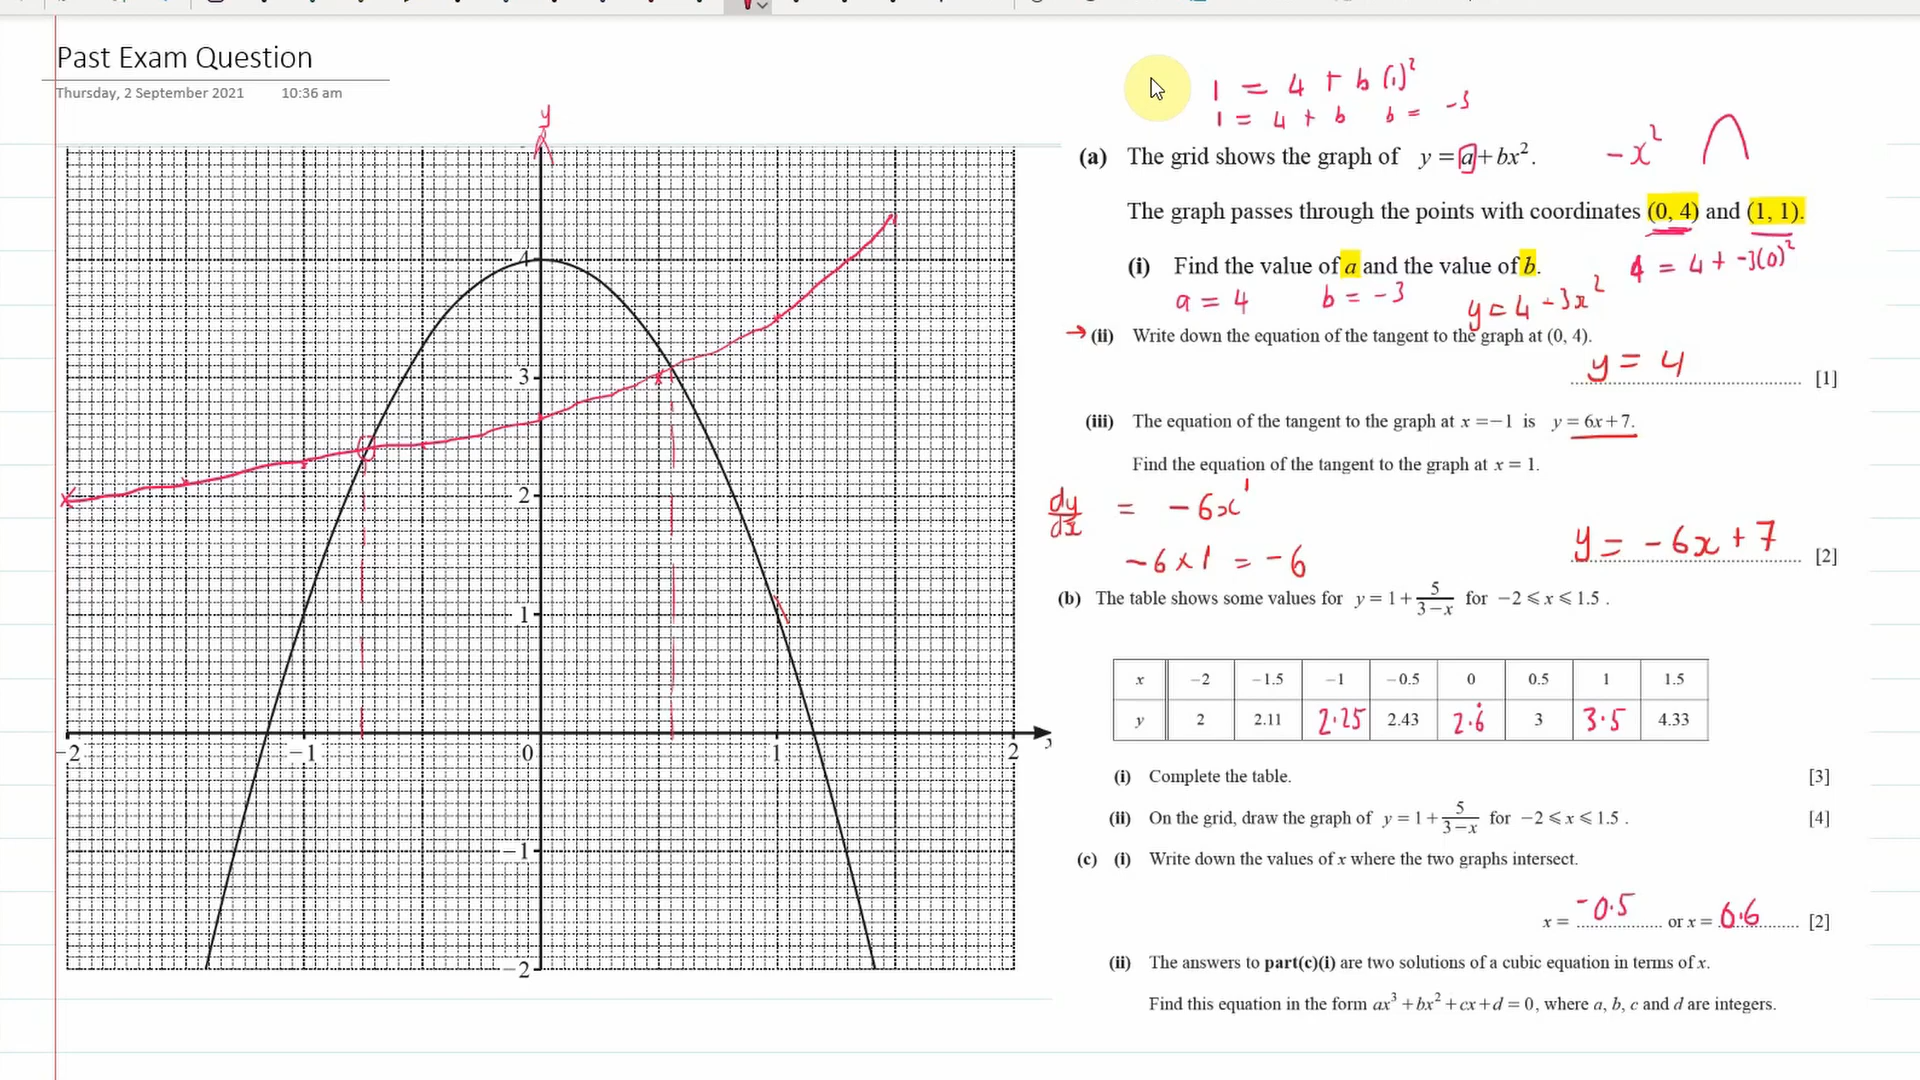 Past Exam Question
Thursday, 2 September 2021 10:36 am
y
4
3
2
1
-2 -1 0 1 2
-1
-2
1 = 4 + b (1)²
1 = 4 + b b = -3
(a) The grid shows the graph of y = a + bx². -x²
The graph passes through the points with coordinates (0, 4) and (1, 1).
(i) Find the value of a and the value of b. 4 = 4 + -3(0)²
a = 4 b = -3 y = 4 - 3x²
→ (ii) Write down the equation of the tangent to the graph at (0, 4).
y = 4 [1]
(iii) The equation of the tangent to the graph at x = -1 is y = 6x + 7.
Find the equation of the tangent to the graph at x = 1.
dy/dx = -6x¹
-6 × 1 = -6 y = -6x + 7 [2]
(b) The table shows some values for y = 1 + 5/(3-x) for -2 ⩽ x ⩽ 1.5 .
x -2 -1.5 -1 -0.5 0 0.5 1 1.5
y 2 2.11 2.25 2.43 2.6̇ 3 3.5 4.33
(i) Complete the table. [3]
(ii) On the grid, draw the graph of y = 1 + 5/(3-x) for -2 ⩽ x ⩽ 1.5 . [4]
(c) (i) Write down the values of x where the two graphs intersect.
x = -0.5 or x = 0.6 [2]
(ii) The answers to part(c)(i) are two solutions of a cubic equation in terms of x.
Find this equation in the form ax³ + bx² + cx + d = 0, where a, b, c and d are integers.